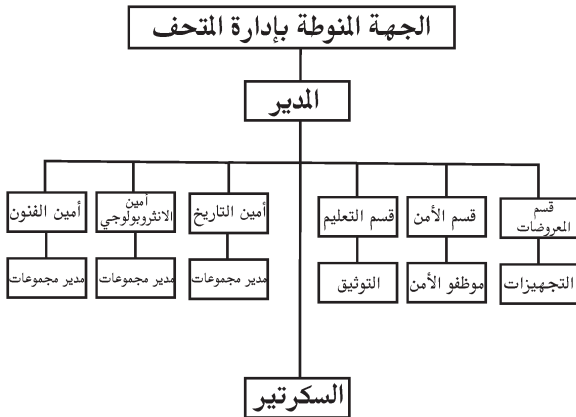 الجهة المنوطة بإدارة المتحف
المدير
قسم
المعروضات
قسم الأمن
قسم التعليم
أمين التاريخ
أمين
الانثروبولوجي
أمين الفنون
التجهيزات
موظفو الأمن
التوثيق
مدير مجموعات
مدير مجموعات
مدير مجموعات
السكرتير